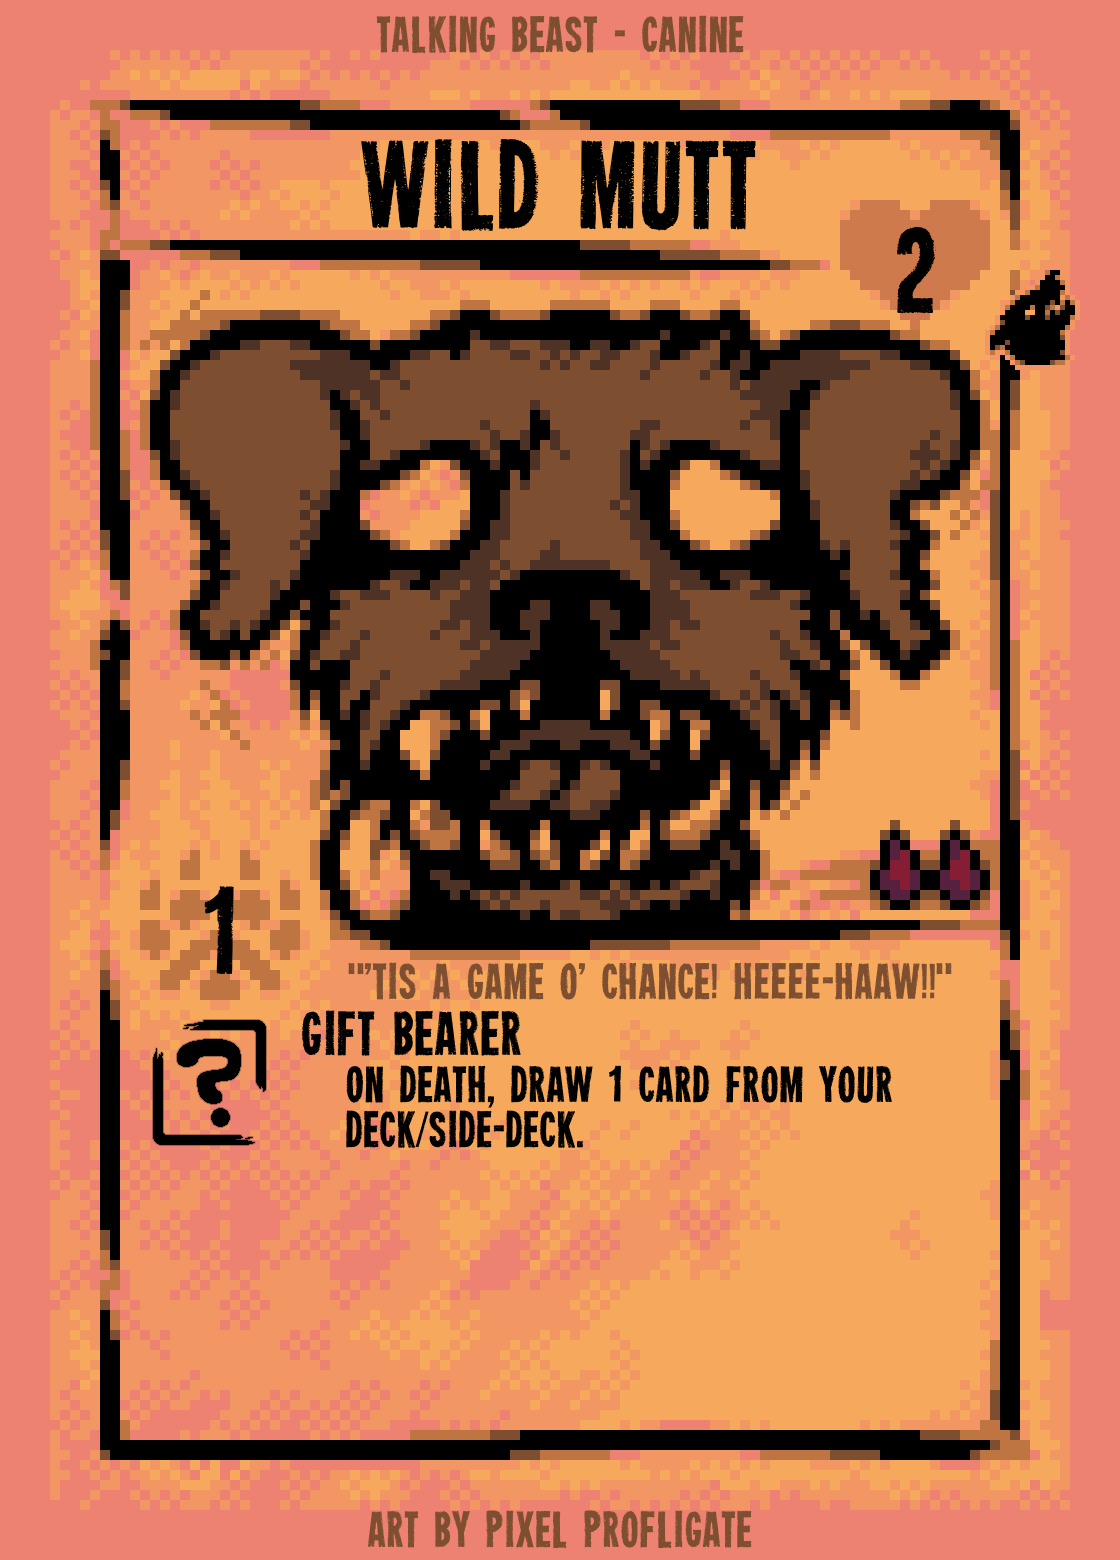 TALKING BEAST - CANINE
WILD MUTT
2
1
"'TIS A GAME O' CHANCE! HEEEE-HAAW!!"
?
GIFT BEARER
ON DEATH, DRAW 1 CARD FROM YOUR
DECK/SIDE-DECK.
ART BY PIXEL PROFLIGATE